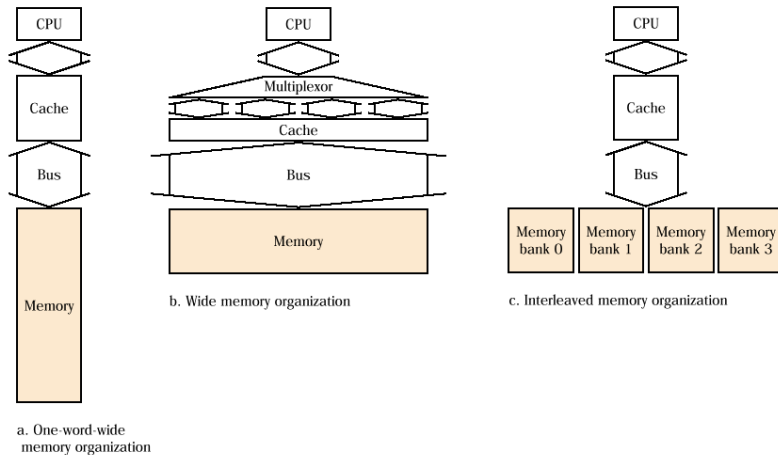 CPU
Cache
Bus
Memory
a. One-word-wide
memory organization
CPU
Multiplexor
Cache
Bus
Memory
b. Wide memory organization
CPU
Cache
Bus
Memory
bank 0
Memory
bank 1
Memory
bank 2
Memory
bank 3
c. Interleaved memory organization